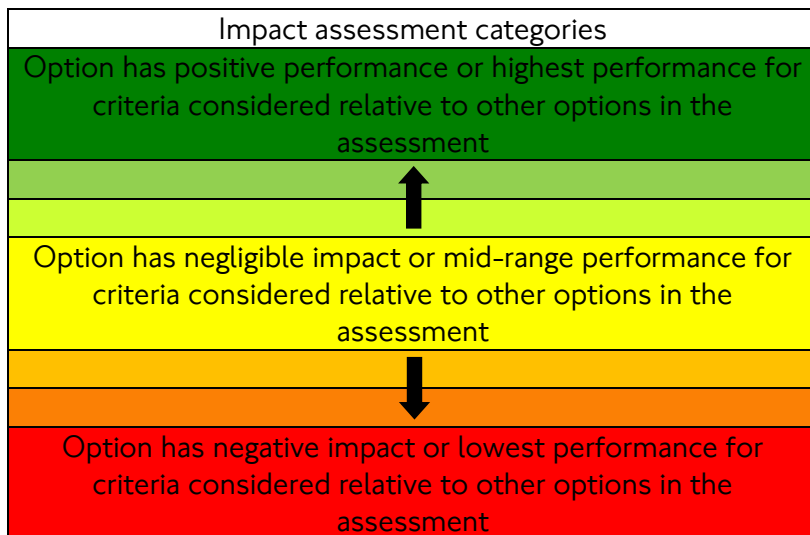 Impact assessment categories
Option has positive performance or highest performance for
criteria considered relative to other options in the
assessment
Option has negligible impact or mid-range performance for
criteria considered relative to other options in the
assessment
Option has negative impact or lowest performance for
criteria considered relative to other options in the
assessment